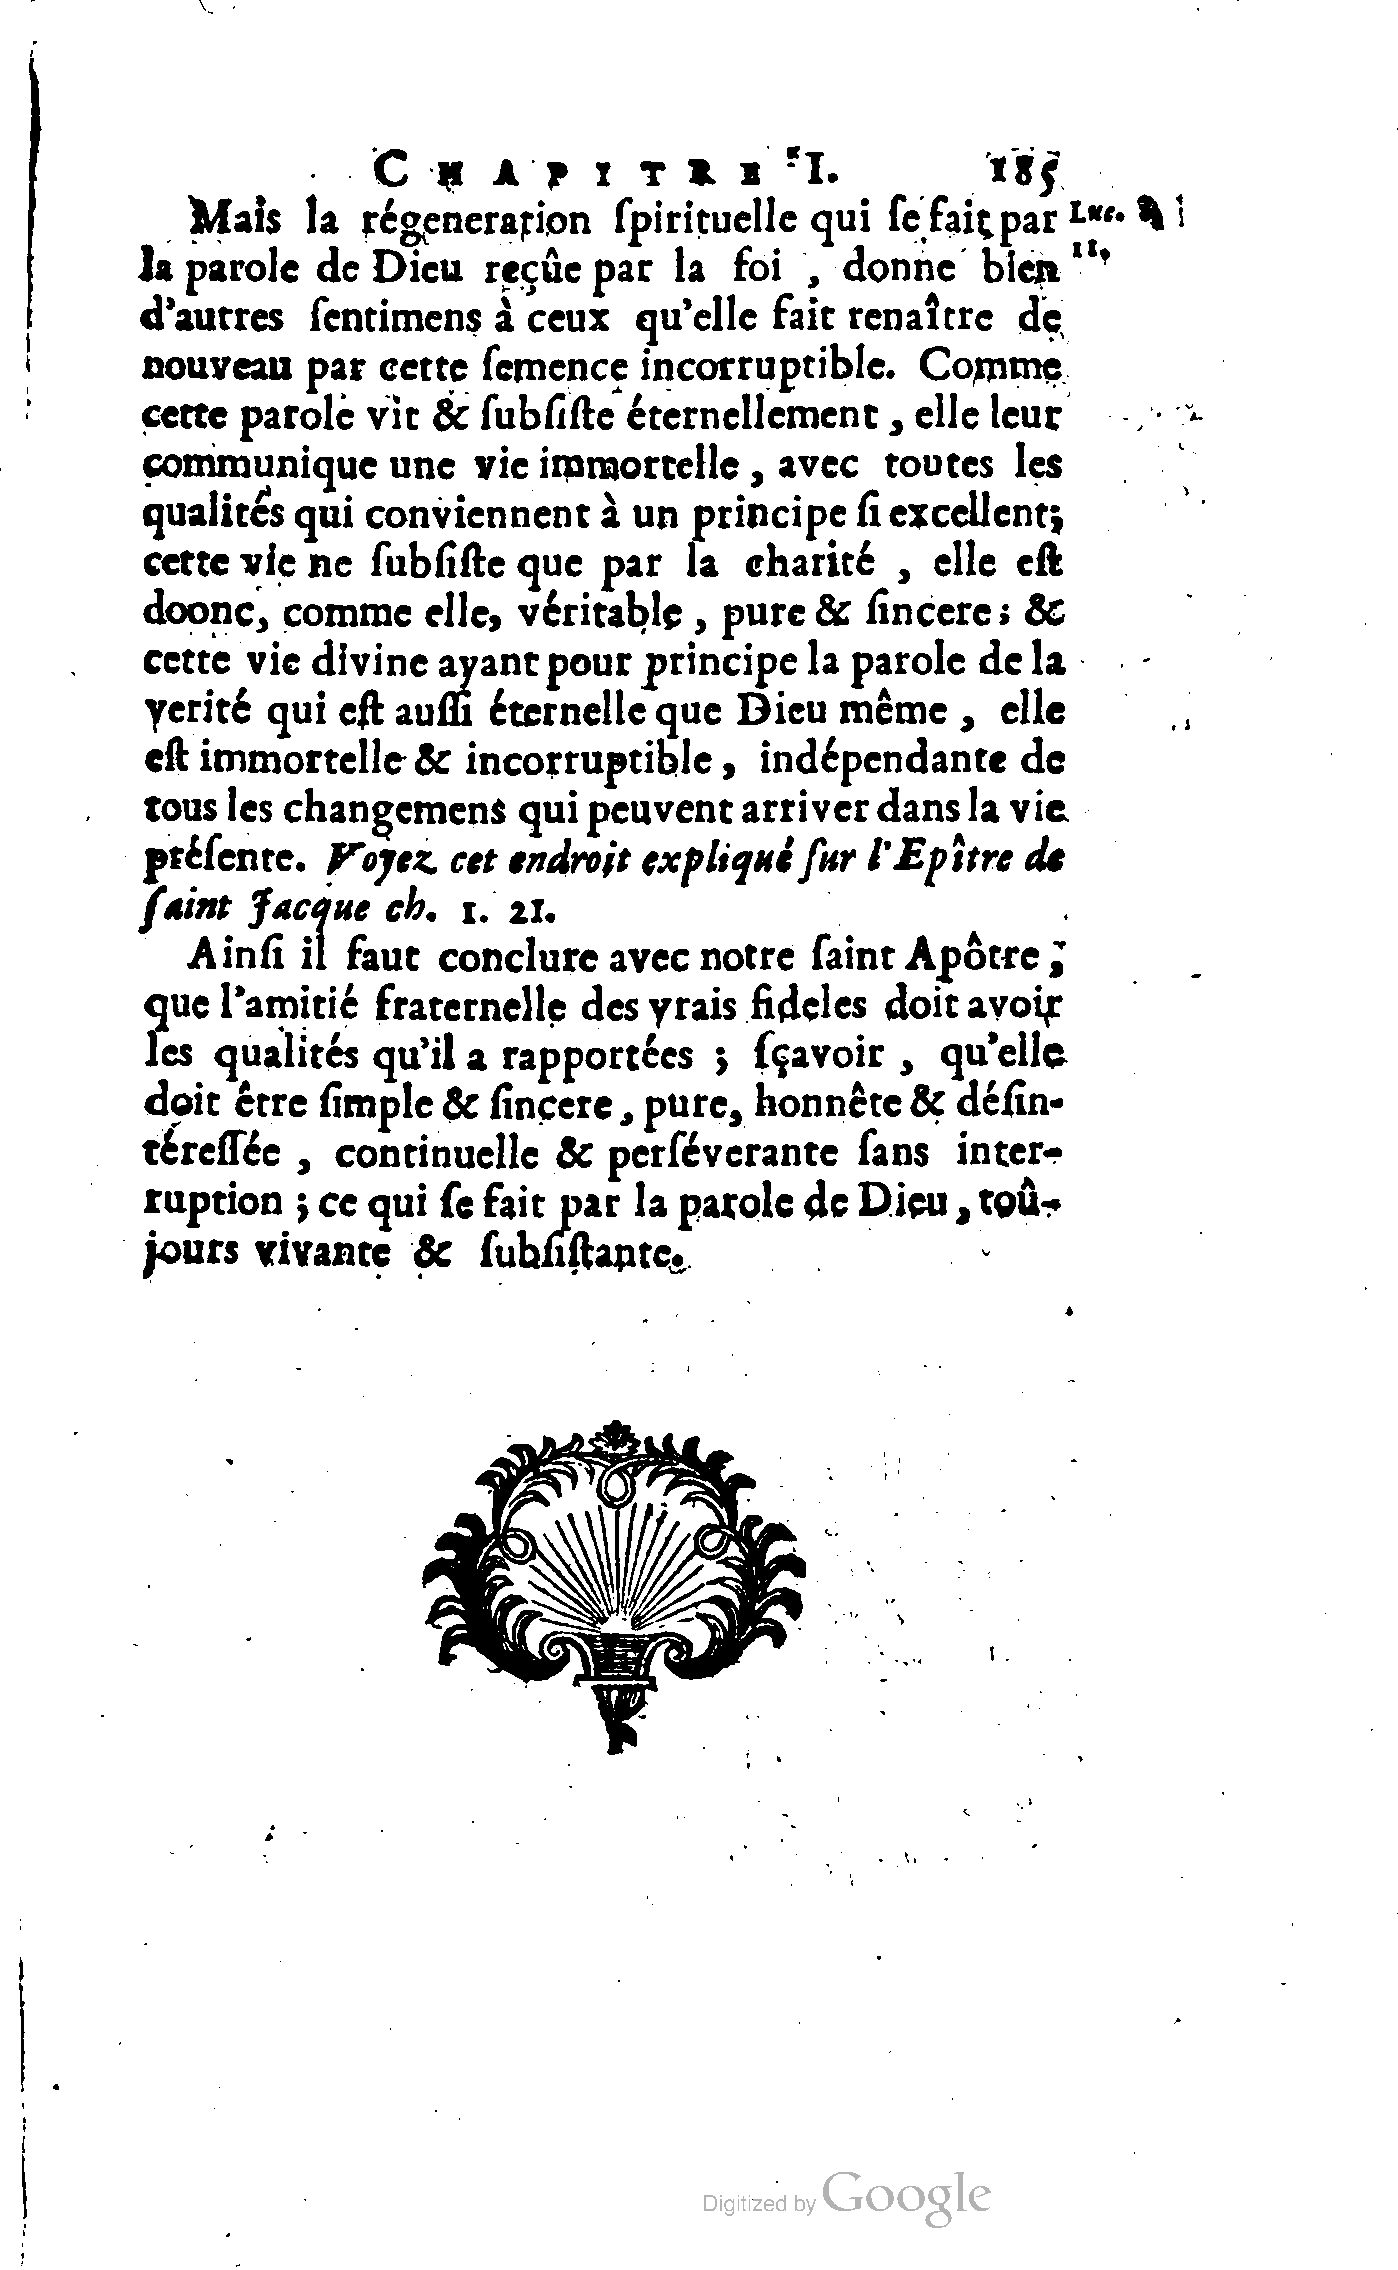 CHAPITRE I. 185
Mais la régeneration ſpirituelle qui ſe fait par
la parole de Dieu reçûe par la foi , donne bien
d'autres ſentimens à ceux qu'elle fait renaître de
nouveau par cette ſemence incorruptible. Comme
cette parole vit & ſubſiſte éternellement , elle leur
communique une vie immortelle , avec toutes les
qualités qui conviennent à un principe ſi excellent;
cette vie ne ſubſiſte que par la charité , elle eſt
doonc, comme elle, véritable , pure & ſincere ; &
cette vie divine ayant pour principe la parole de la
verité qui eſt auſſi éternelle que Dieu même , elle
eſt immortelle & incorruptible , indépendante de
tous les changemens qui peuvent arriver dans la vie
préſente. Voyez cet endroit expliqué ſur l'Epître de
ſaint Jacque ch. 1. 21.
Ainſi il faut conclure avec notre ſaint Apôtre ,
que l'amitié fraternelle des vrais fideles doit avoir
les qualités qu'il a rapportées ; ſçavoir , qu'elle
doit être ſimple & ſincere , pure, honnête & déſin-
téreſſée , continuelle & perſéverante ſans inter-
ruption ; ce qui ſe fait par la parole de Dieu , toû-
jours vivante & ſubſiſtante.
Luc.
11.
Digitized by Google